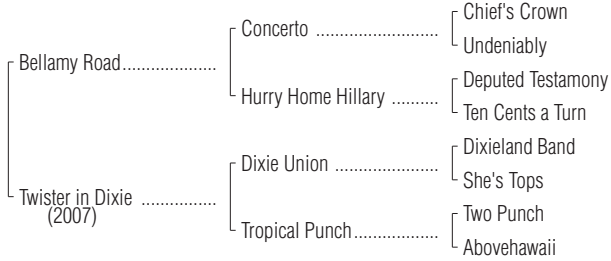 Chief's Crown
Concerto ..........................
Undeniably
Bellamy Road....................
Deputed Testamony
Hurry Home Hillary ..........
Ten Cents a Turn
Dixieland Band
Dixie Union ......................
She's Tops
Twister in Dixie ................
(2007)
Two Punch
Tropical Punch..................
Abovehawaii